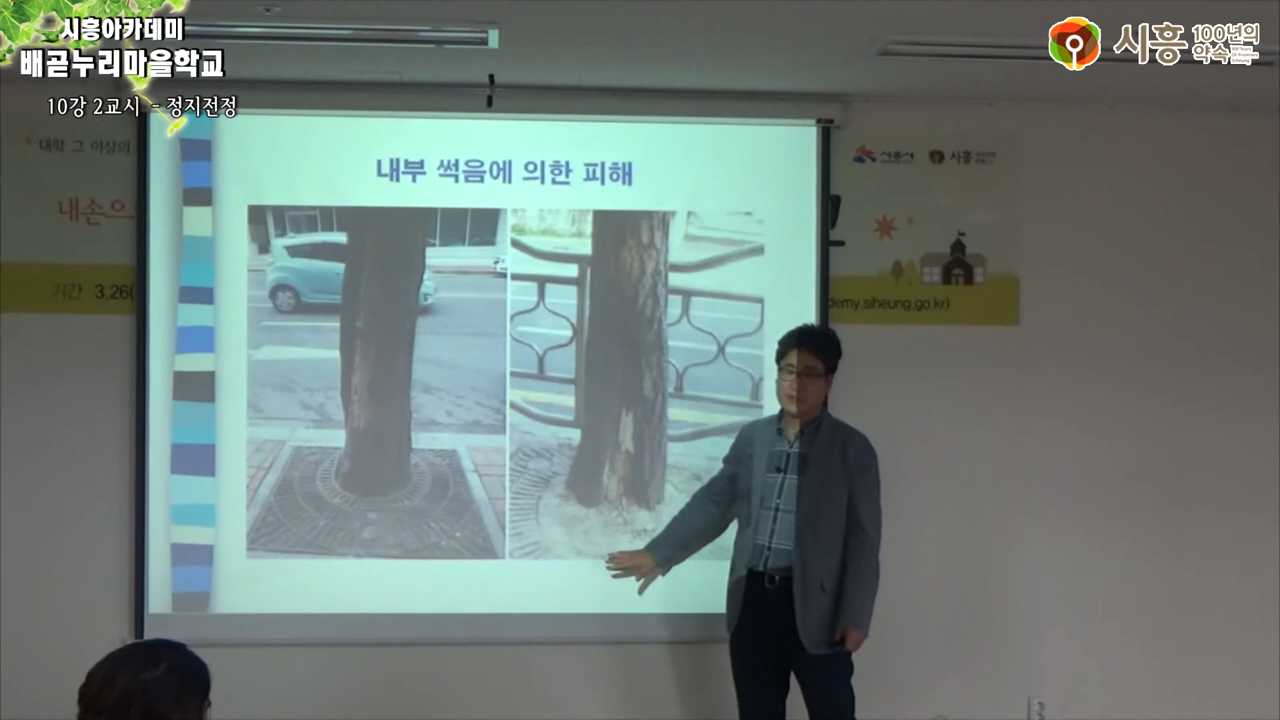 시흥아카데미
배곧누리마을학교
10강 2교시 - 정지전정
시흥 100년의
약속
대학 그 이상의
내손으
기간 3.26(
내부 썩음에 의한 피해
시흥시
시흥
demy.siheung.go.kr)